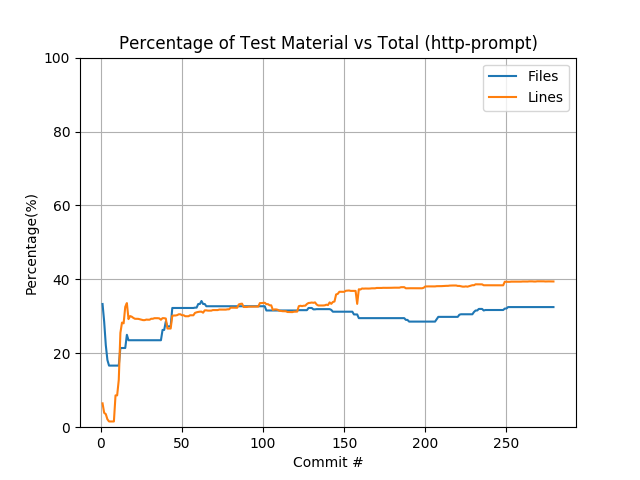 Percentage of Test Material vs Total (http-prompt)
Files
Lines
Percentage(%)
100
80
60
40
20
0
0 50 100 150 200 250
Commit #